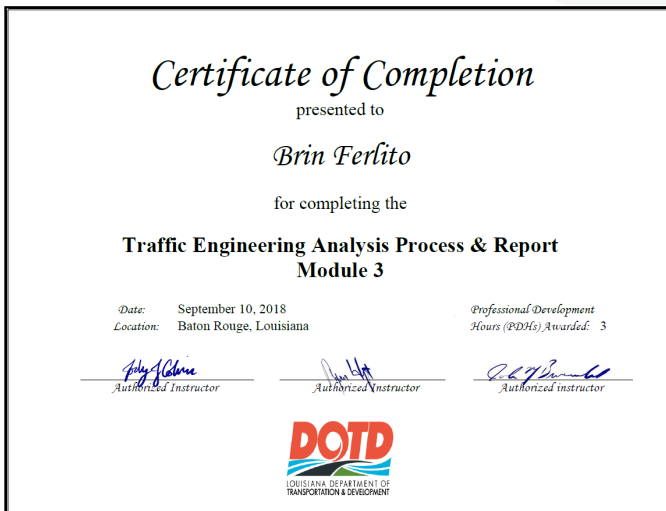 Certificate of Completion
presented to
Brin Ferlito
for completing the
Traffic Engineering Analysis Process & Report
Module 3
Date: September 10, 2018
Location: Baton Rouge, Louisiana
Professional Development
Hours (PDHs) Awarded: 3
Authorized Instructor
Authorized Instructor
Authorized instructor
DOTD
LOUISIANA DEPARTMENT OF
TRANSPORTATION & DEVELOPMENT